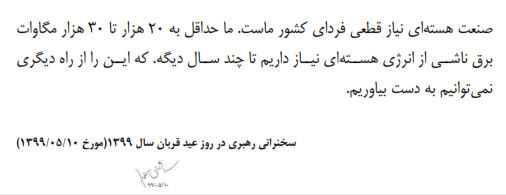 صنعت هسته‌ای نیاز قطعی فردای کشور ماست. ما حداقل به ۲۰ هزار تا ۳۰ هزار مگاوات
برق ناشی از انرژی هسته‌ای نیاز داریم تا چند سال دیگه. که این را از راه دیگری
نمی‌توانیم به دست بیاوریم.
سخنرانی رهبری در روز عید قربان سال ۱۳۹۹(مورخ ۱۳۹۹/۰۵/۱۰)
۹۹/۰۵/۱۰